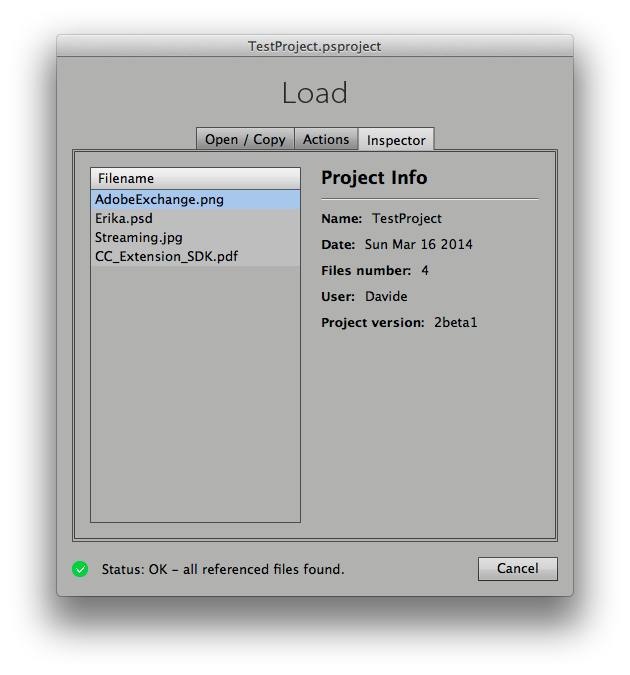 TestProject.psproject
Load
Open / Copy Actions Inspector
Filename
AdobeExchange.png
Erika.psd
Streaming.jpg
CC_Extension_SDK.pdf
Project Info
Name: TestProject
Date: Sun Mar 16 2014
Files number: 4
User: Davide
Project version: 2beta1
Status: OK – all referenced files found.
Cancel